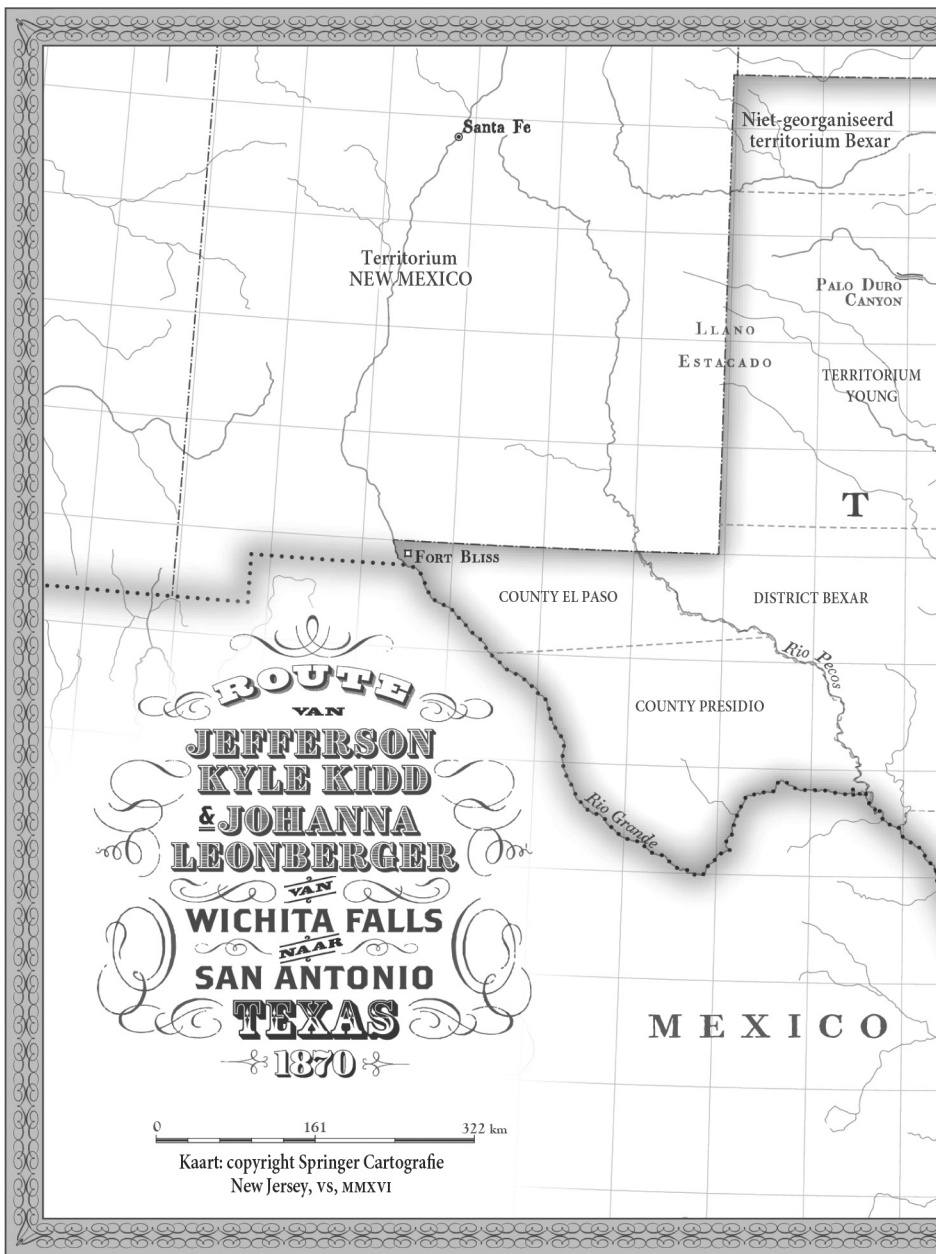 Santa Fe
Niet-georganiseerd
territorium Bexar
Territorium
NEW MEXICO
PALO DURO
CANYON
LLANO
ESTACADO
TERRITORIUM
YOUNG
T
FORT BLISS
COUNTY EL PASO
DISTRICT BEXAR
Rio Pecos
COUNTY PRESIDIO
Rio Grande
ROUTE
VAN
JEFFERSON
KYLE KIDD
& JOHANNA
LEONBERGER
VAN
WICHITA FALLS
NAAR
SAN ANTONIO
TEXAS
1870
MEXICO
0 161 322 km
Kaart: copyright Springer Cartografie
New Jersey, VS, MMXVI